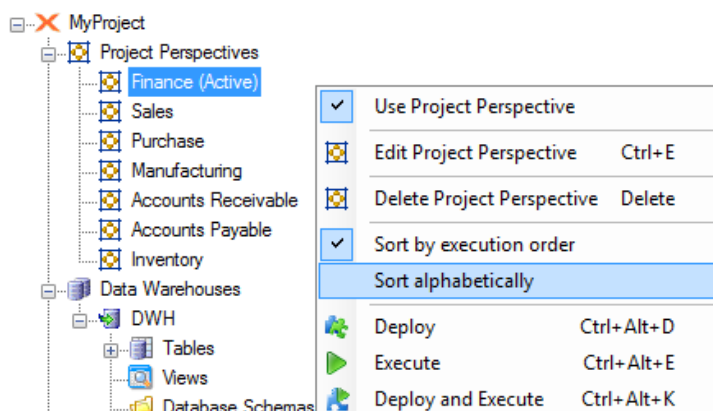 MyProject
Project Perspectives
Finance (Active)
Sales
Purchase
Manufacturing
Accounts Receivable
Accounts Payable
Inventory
Data Warehouses
DWH
Tables
Views
Database Schemas
Use Project Perspective
Edit Project Perspective Ctrl+E
Delete Project Perspective Delete
Sort by execution order
Sort alphabetically
Deploy Ctrl+Alt+D
Execute Ctrl+Alt+E
Deploy and Execute Ctrl+Alt+K